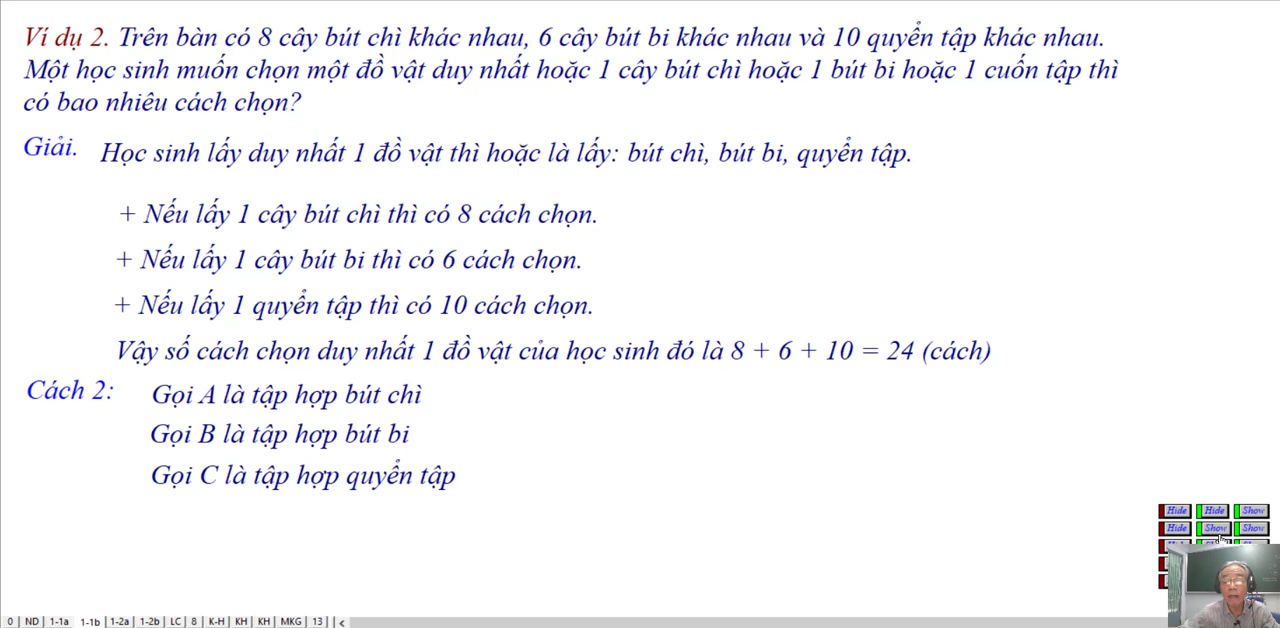 Ví dụ 2. Trên bàn có 8 cây bút chì khác nhau, 6 cây bút bi khác nhau và 10 quyển tập khác nhau.
Một học sinh muốn chọn một đồ vật duy nhất hoặc 1 cây bút chì hoặc 1 bút bi hoặc 1 cuốn tập thì
có bao nhiêu cách chọn?
Giải. Học sinh lấy duy nhất 1 đồ vật thì hoặc là lấy: bút chì, bút bi, quyển tập.
+ Nếu lấy 1 cây bút chì thì có 8 cách chọn.
+ Nếu lấy 1 cây bút bi thì có 6 cách chọn.
+ Nếu lấy 1 quyển tập thì có 10 cách chọn.
Vậy số cách chọn duy nhất 1 đồ vật của học sinh đó là 8 + 6 + 10 = 24 (cách)
Cách 2: Gọi A là tập hợp bút chì
Gọi B là tập hợp bút bi
Gọi C là tập hợp quyển tập
Hide Hide Show
Hide Show Show
0 | ND | 1-1a | 1-1b | 1-2a | 1-2b | LC | 8 | K-H | KH | KH | MKG | 13 | <